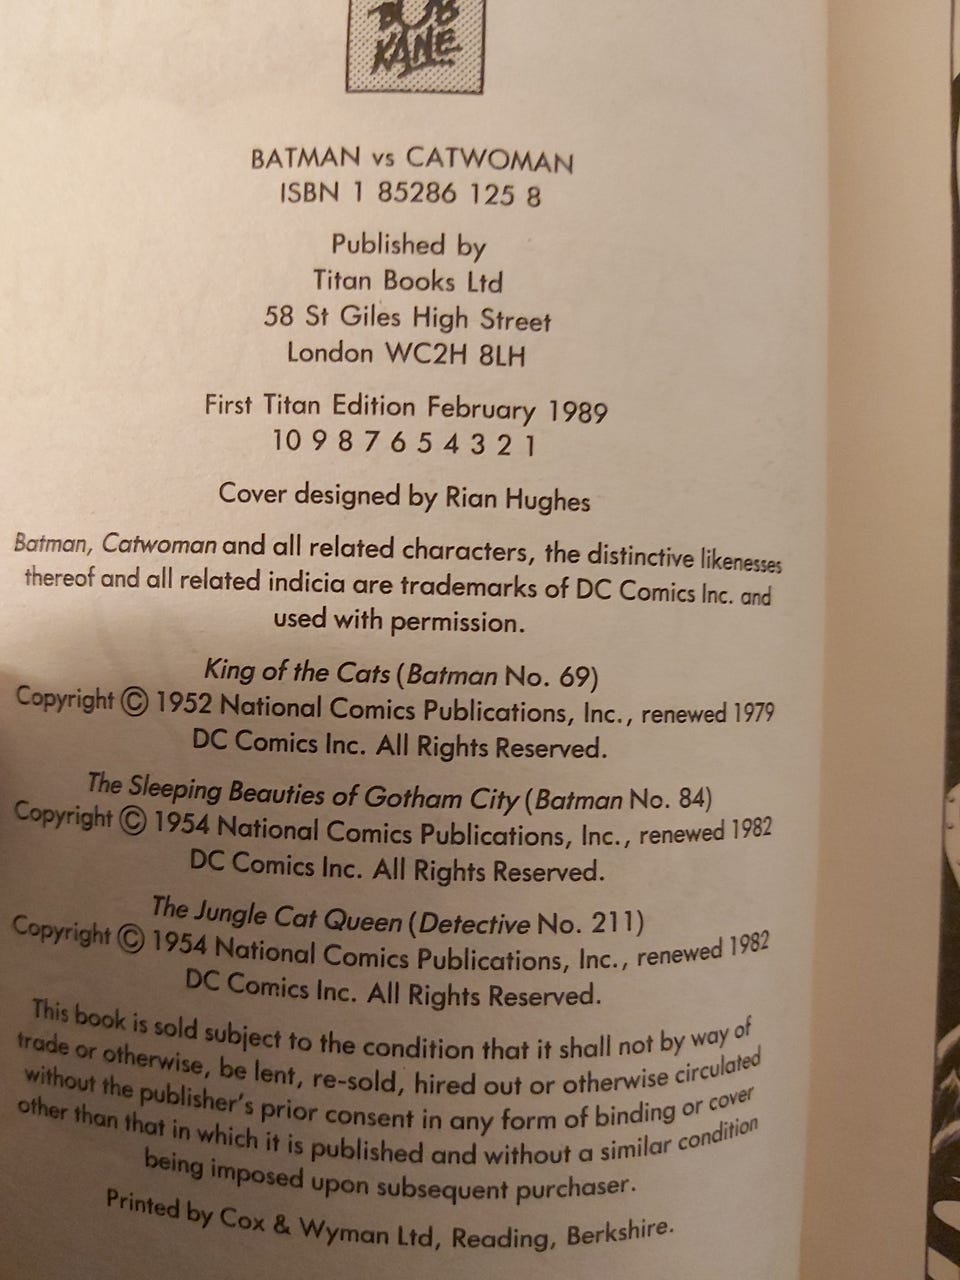 BOB
KANE
BATMAN vs CATWOMAN
ISBN 1 85286 125 8
Published by
Titan Books Ltd
58 St Giles High Street
London WC2H 8LH
First Titan Edition February 1989
10 9 8 7 6 5 4 3 2 1
Cover designed by Rian Hughes
Batman, Catwoman and all related characters, the distinctive likenesses
thereof and all related indicia are trademarks of DC Comics Inc. and
used with permission.
King of the Cats (Batman No. 69)
Copyright © 1952 National Comics Publications, Inc., renewed 1979
DC Comics Inc. All Rights Reserved.
The Sleeping Beauties of Gotham City (Batman No. 84)
Copyright © 1954 National Comics Publications, Inc., renewed 1982
DC Comics Inc. All Rights Reserved.
The Jungle Cat Queen (Detective No. 211)
Copyright © 1954 National Comics Publications, Inc., renewed 1982
DC Comics Inc. All Rights Reserved.
This book is sold subject to the condition that it shall not by way of
trade or otherwise, be lent, re-sold, hired out or otherwise circulated
without the publisher's prior consent in any form of binding or cover
other than that in which it is published and without a similar condition
being imposed upon subsequent purchaser.
Printed by Cox & Wyman Ltd, Reading, Berkshire.